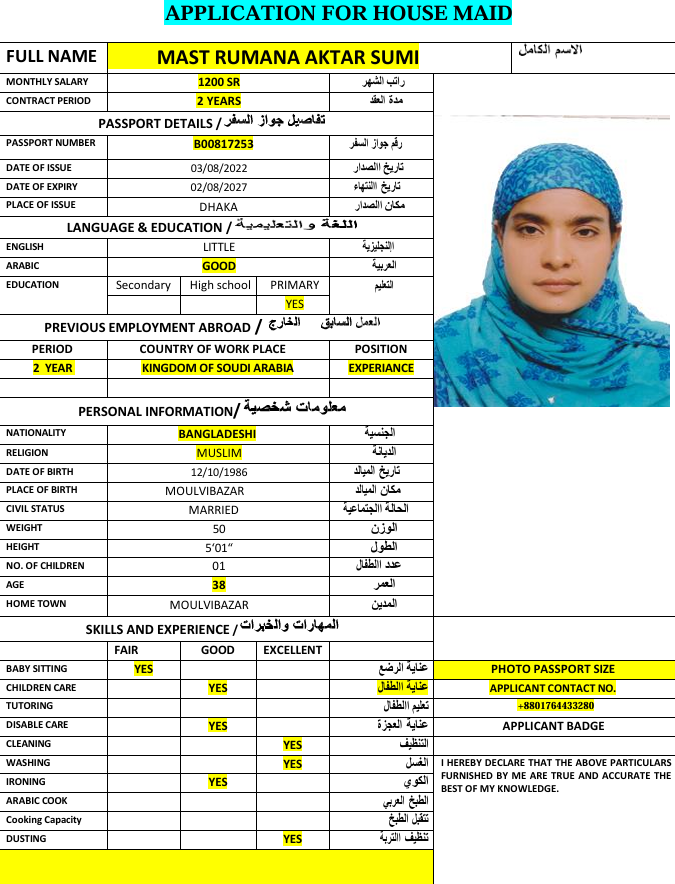 APPLICATION FOR HOUSE MAID
FULL NAME MAST RUMANA AKTAR SUMI الاسم الكامل
MONTHLY SALARY 1200 SR راتب الشهر
CONTRACT PERIOD 2 YEARS مدة العقد
PASSPORT DETAILS / تفاصيل جواز السفر
PASSPORT NUMBER B00817253 رقم جواز السفر
DATE OF ISSUE 03/08/2022 تاريخ االصدار
DATE OF EXPIRY 02/08/2027 تاريخ االنتهاء
PLACE OF ISSUE DHAKA مكان االصدار
LANGUAGE & EDUCATION / اللغة والتعليمية
ENGLISH LITTLE االنجليزية
ARABIC GOOD العربية
EDUCATION Secondary High school PRIMARY التعليم
YES
PREVIOUS EMPLOYMENT ABROAD / العمل السابق الخارج
PERIOD COUNTRY OF WORK PLACE POSITION
2 YEAR KINGDOM OF SOUDI ARABIA EXPERIANCE
PERSONAL INFORMATION/ معلومات شخصية
NATIONALITY BANGLADESHI الجنسية
RELIGION MUSLIM الديانة
DATE OF BIRTH 12/10/1986 تاريخ الميالد
PLACE OF BIRTH MOULVIBAZAR مكان الميالد
CIVIL STATUS MARRIED الحالة االجتماعية
WEIGHT 50 الوزن
HEIGHT 5‘01“ الطول
NO. OF CHILDREN 01 عدد االطفال
AGE 38 العمر
HOME TOWN MOULVIBAZAR المدين
SKILLS AND EXPERIENCE / المهارات والخبرات
FAIR GOOD EXCELLENT
BABY SITTING YES عناية الرضع
CHILDREN CARE YES عناية االطفال
TUTORING تعليم االطفال
DISABLE CARE YES عناية العجزة
CLEANING YES التنظيف
WASHING YES الغسل
IRONING YES الكوي
ARABIC COOK الطبخ العربي
Cooking Capacity تتقبل الطبخ
DUSTING YES تنظيف االتربة
PHOTO PASSPORT SIZE
APPLICANT CONTACT NO.
+8801764433280
APPLICANT BADGE
I HEREBY DECLARE THAT THE ABOVE PARTICULARS
FURNISHED BY ME ARE TRUE AND ACCURATE THE
BEST OF MY KNOWLEDGE.